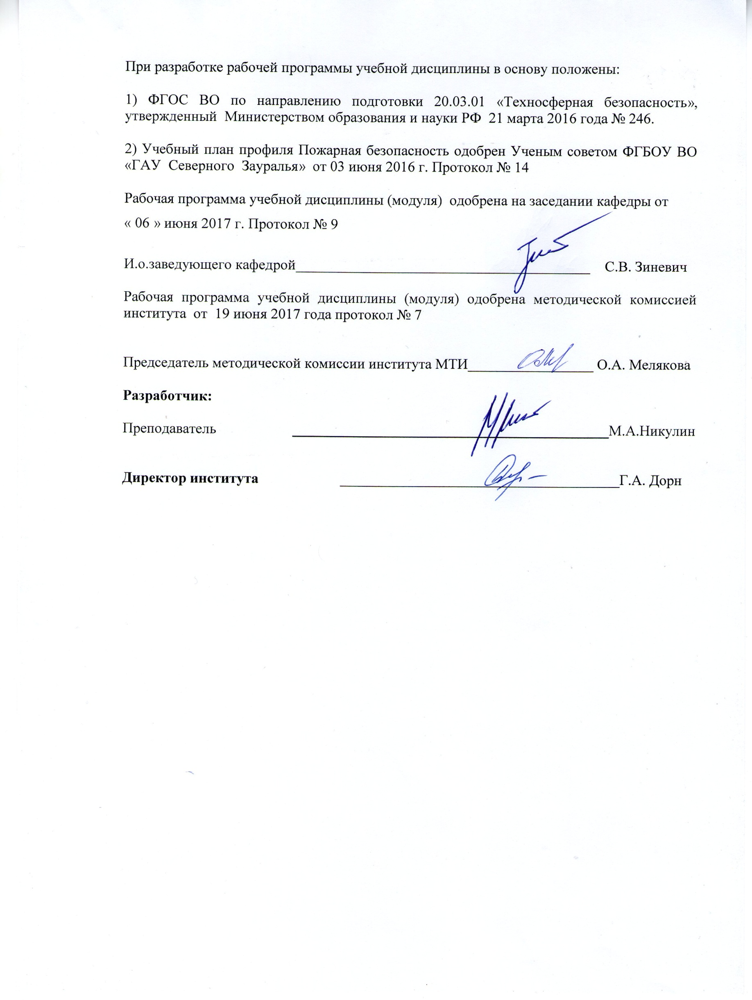 При разработке рабочей программы учебной дисциплины в основу положены:
1) ФГОС ВО по направлению подготовки 20.03.01 «Техносферная безопасность»,
утвержденный Министерством образования и науки РФ 21 марта 2016 года № 246.
2) Учебный план профиля Пожарная безопасность одобрен Ученым советом ФГБОУ ВО
«ГАУ Северного Зауралья» от 03 июня 2016 г. Протокол № 14
Рабочая программа учебной дисциплины (модуля) одобрена на заседании кафедры от
« 06 » июня 2017 г. Протокол № 9
И.о.заведующего кафедрой С.В. Зиневич
Рабочая программа учебной дисциплины (модуля) одобрена методической комиссией
института от 19 июня 2017 года протокол № 7
Председатель методической комиссии института МТИ О.А. Мелякова
Разработчик:
Преподаватель М.А.Никулин
Директор института Г.А. Дорн